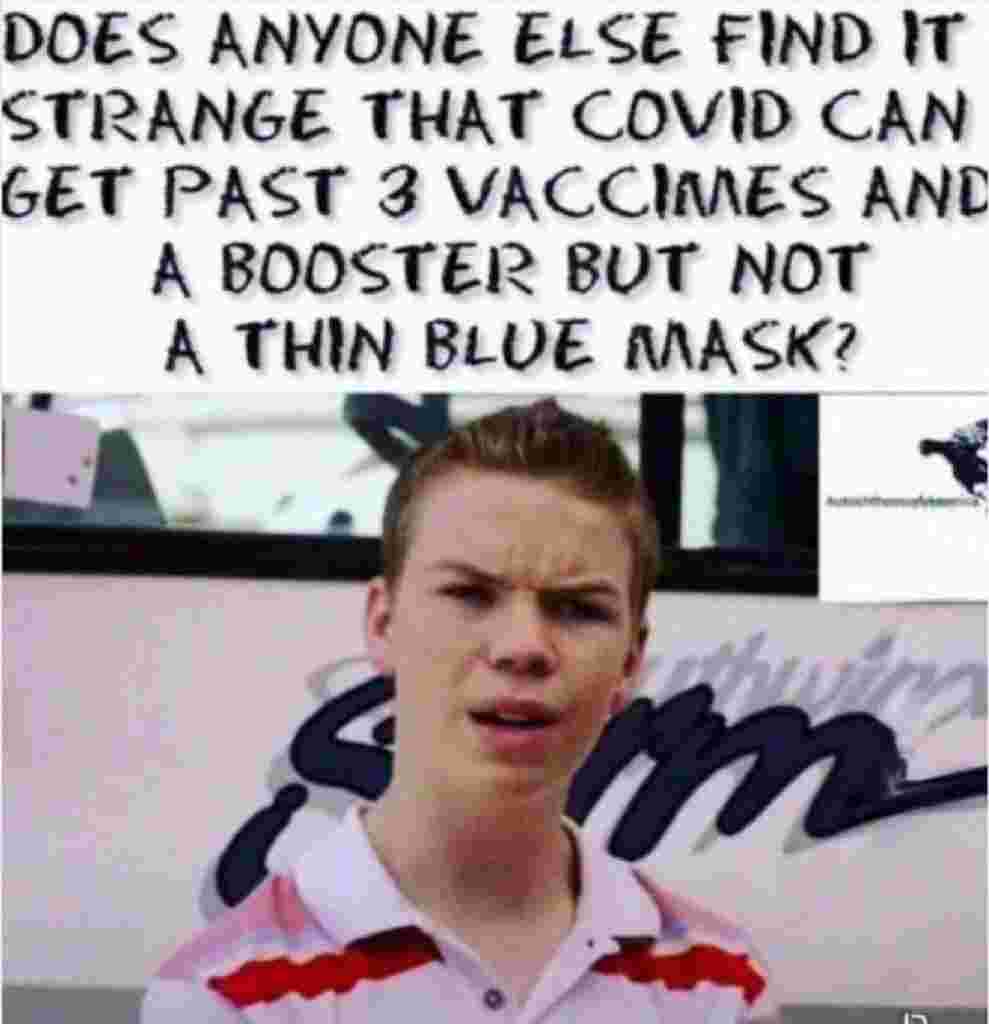 DOES ANYONE ELSE FIND IT
STRANGE THAT COVID CAN
GET PAST 3 VACCIMES AND
A BOOSTER BUT NOT
A THIN BLUE MASK?